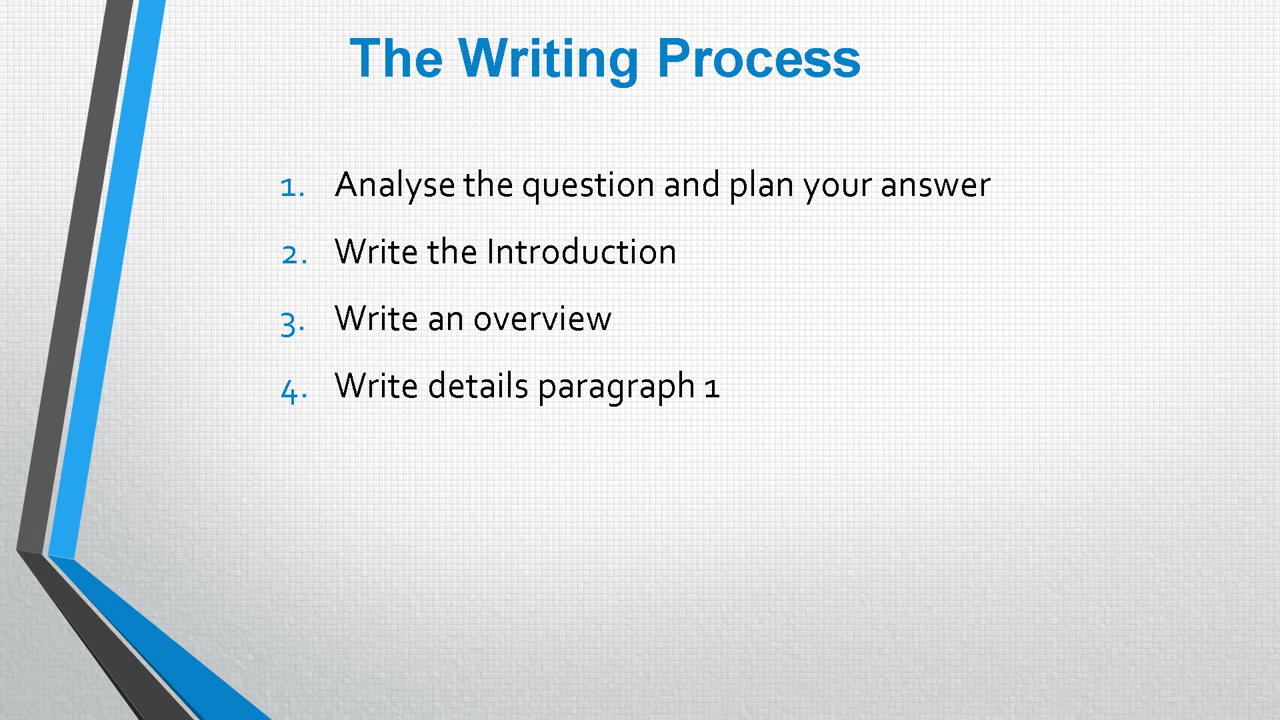 The Writing Process
1. Analyse the question and plan your answer
2. Write the Introduction
3. Write an overview
4. Write details paragraph 1